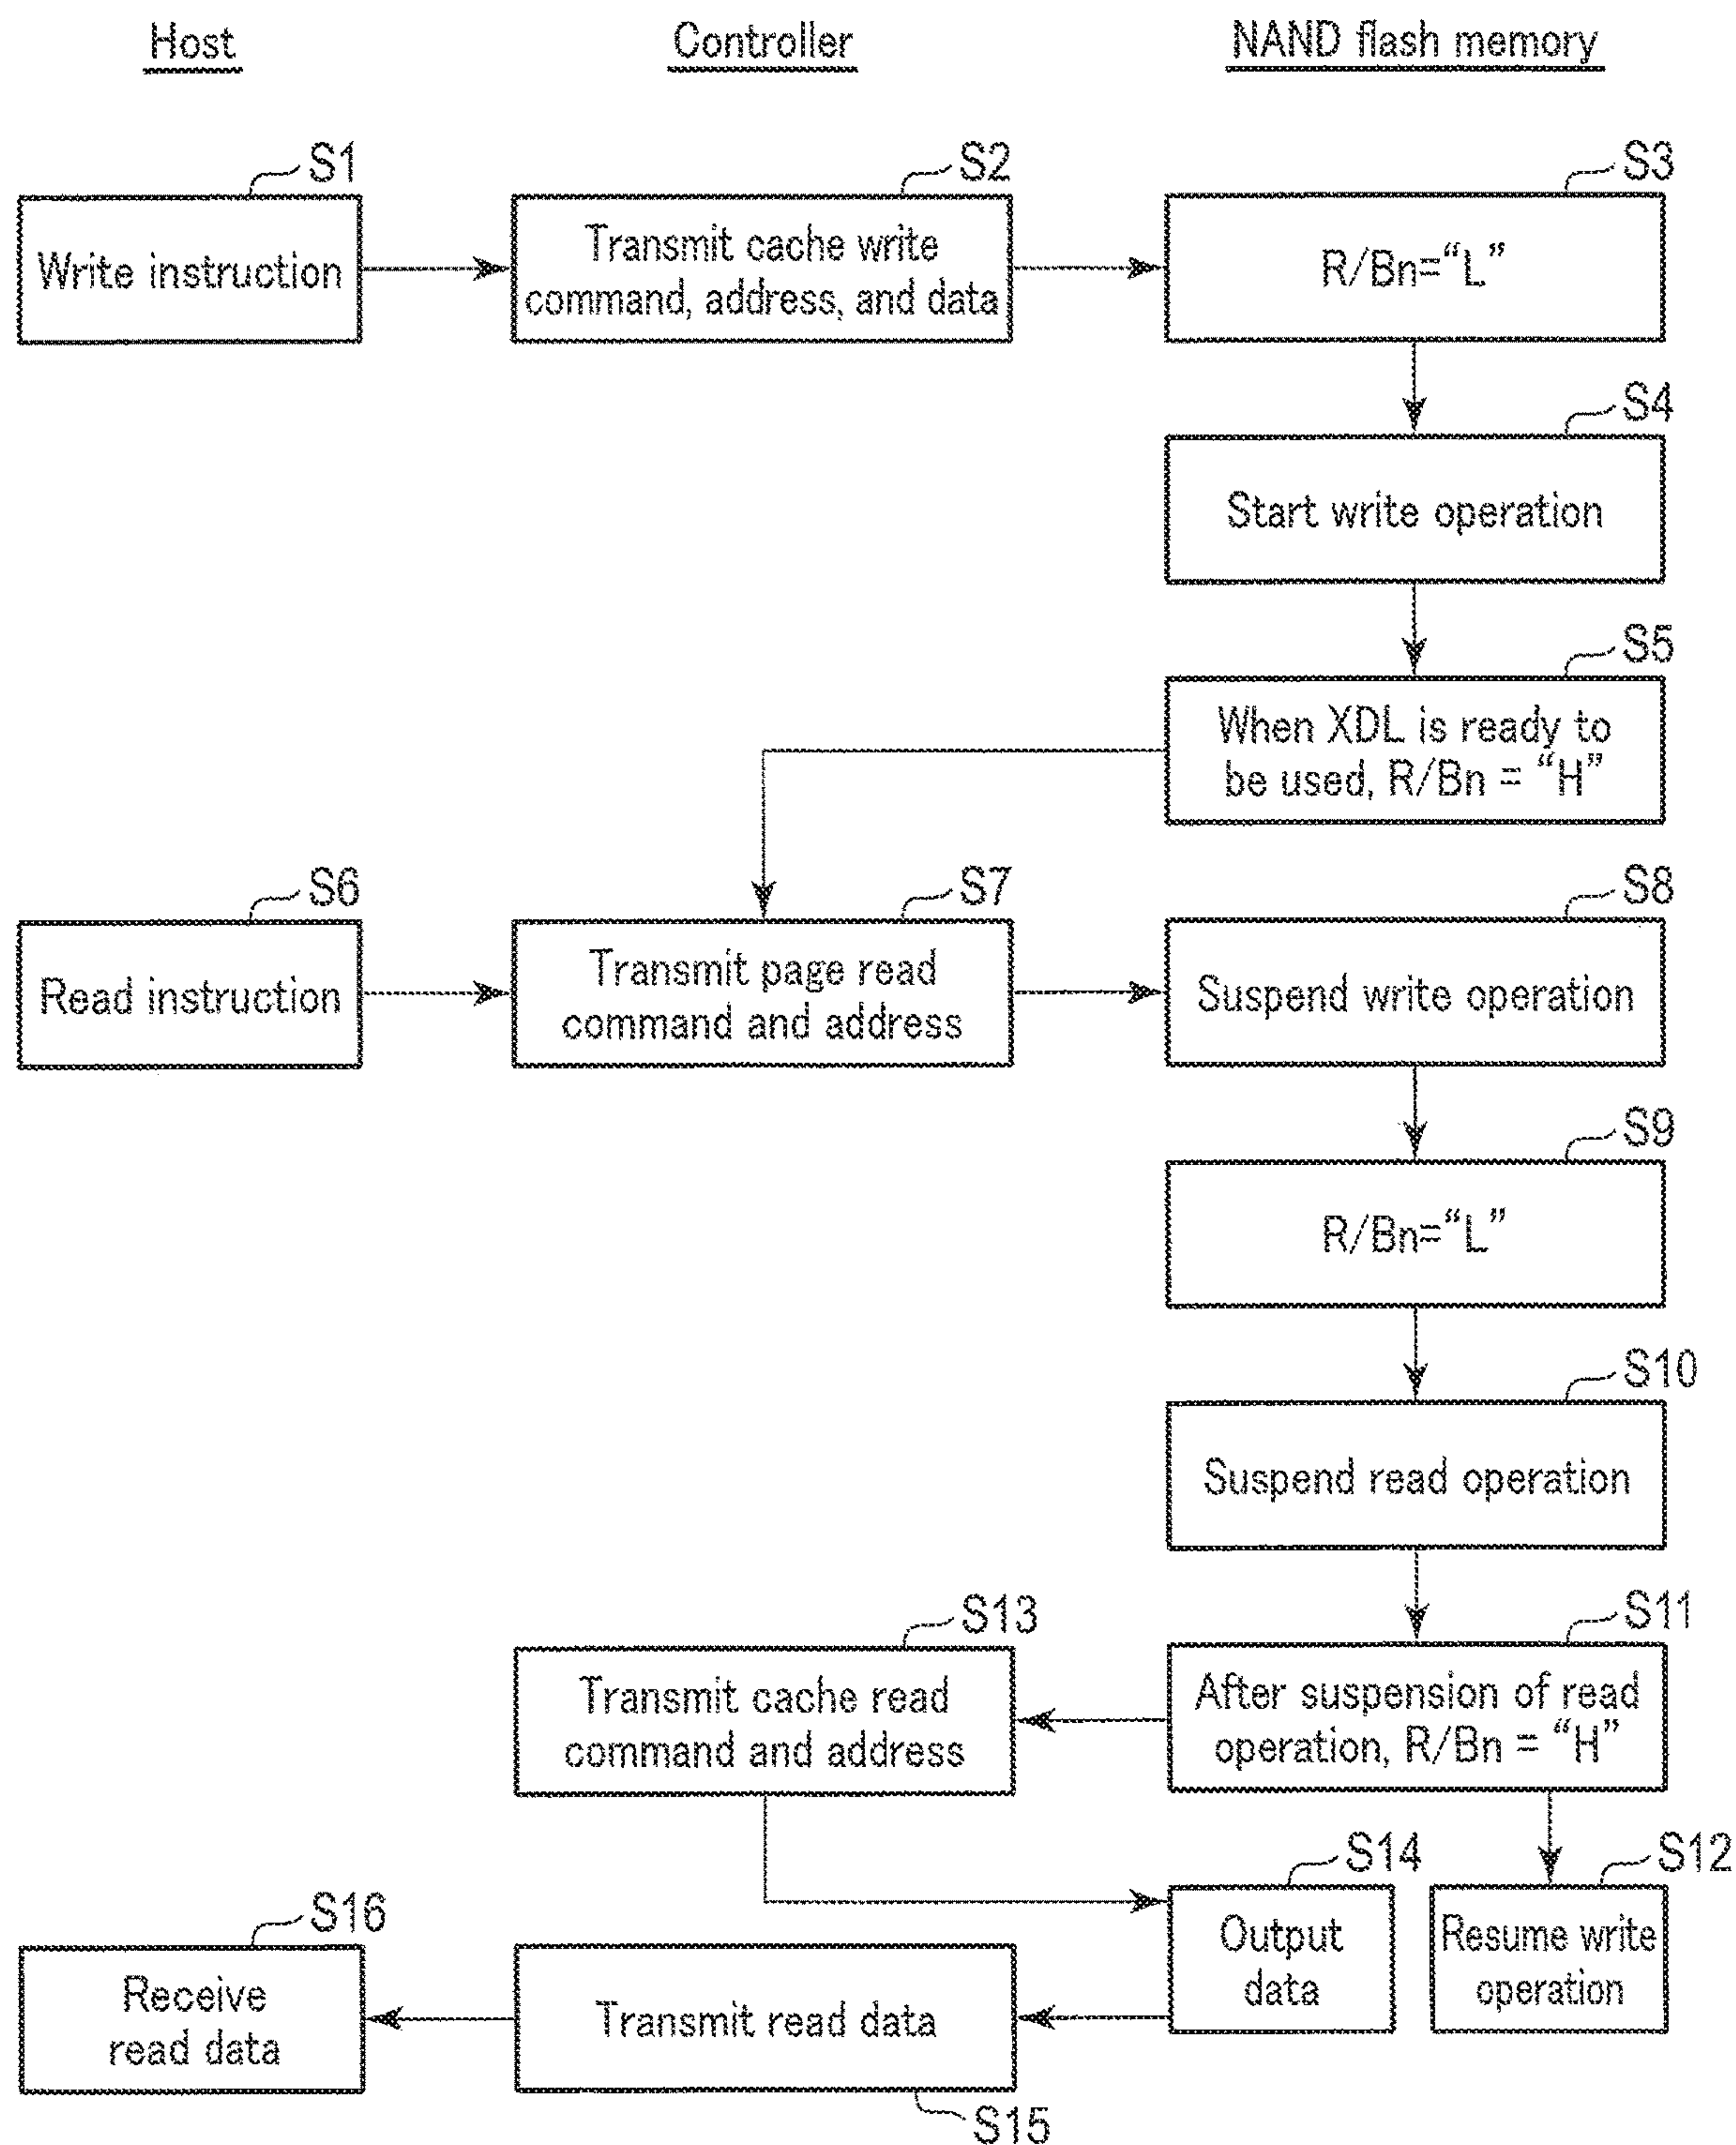 Host
Controller
NAND flash memory
S1
Write instruction
S2
Transmit cache write
command, address, and data
S3
R/Bn=“L”
S4
Start write operation
S5
When XDL is ready to
be used, R/Bn = “H”
S6
Read instruction
S7
Transmit page read
command and address
S8
Suspend write operation
S9
R/Bn=“L”
S10
Suspend read operation
S11
After suspension of read
operation, R/Bn = “H”
S13
Transmit cache read
command and address
S12
Resume write
operation
S14
Output
data
S15
Transmit read data
S16
Receive
read data